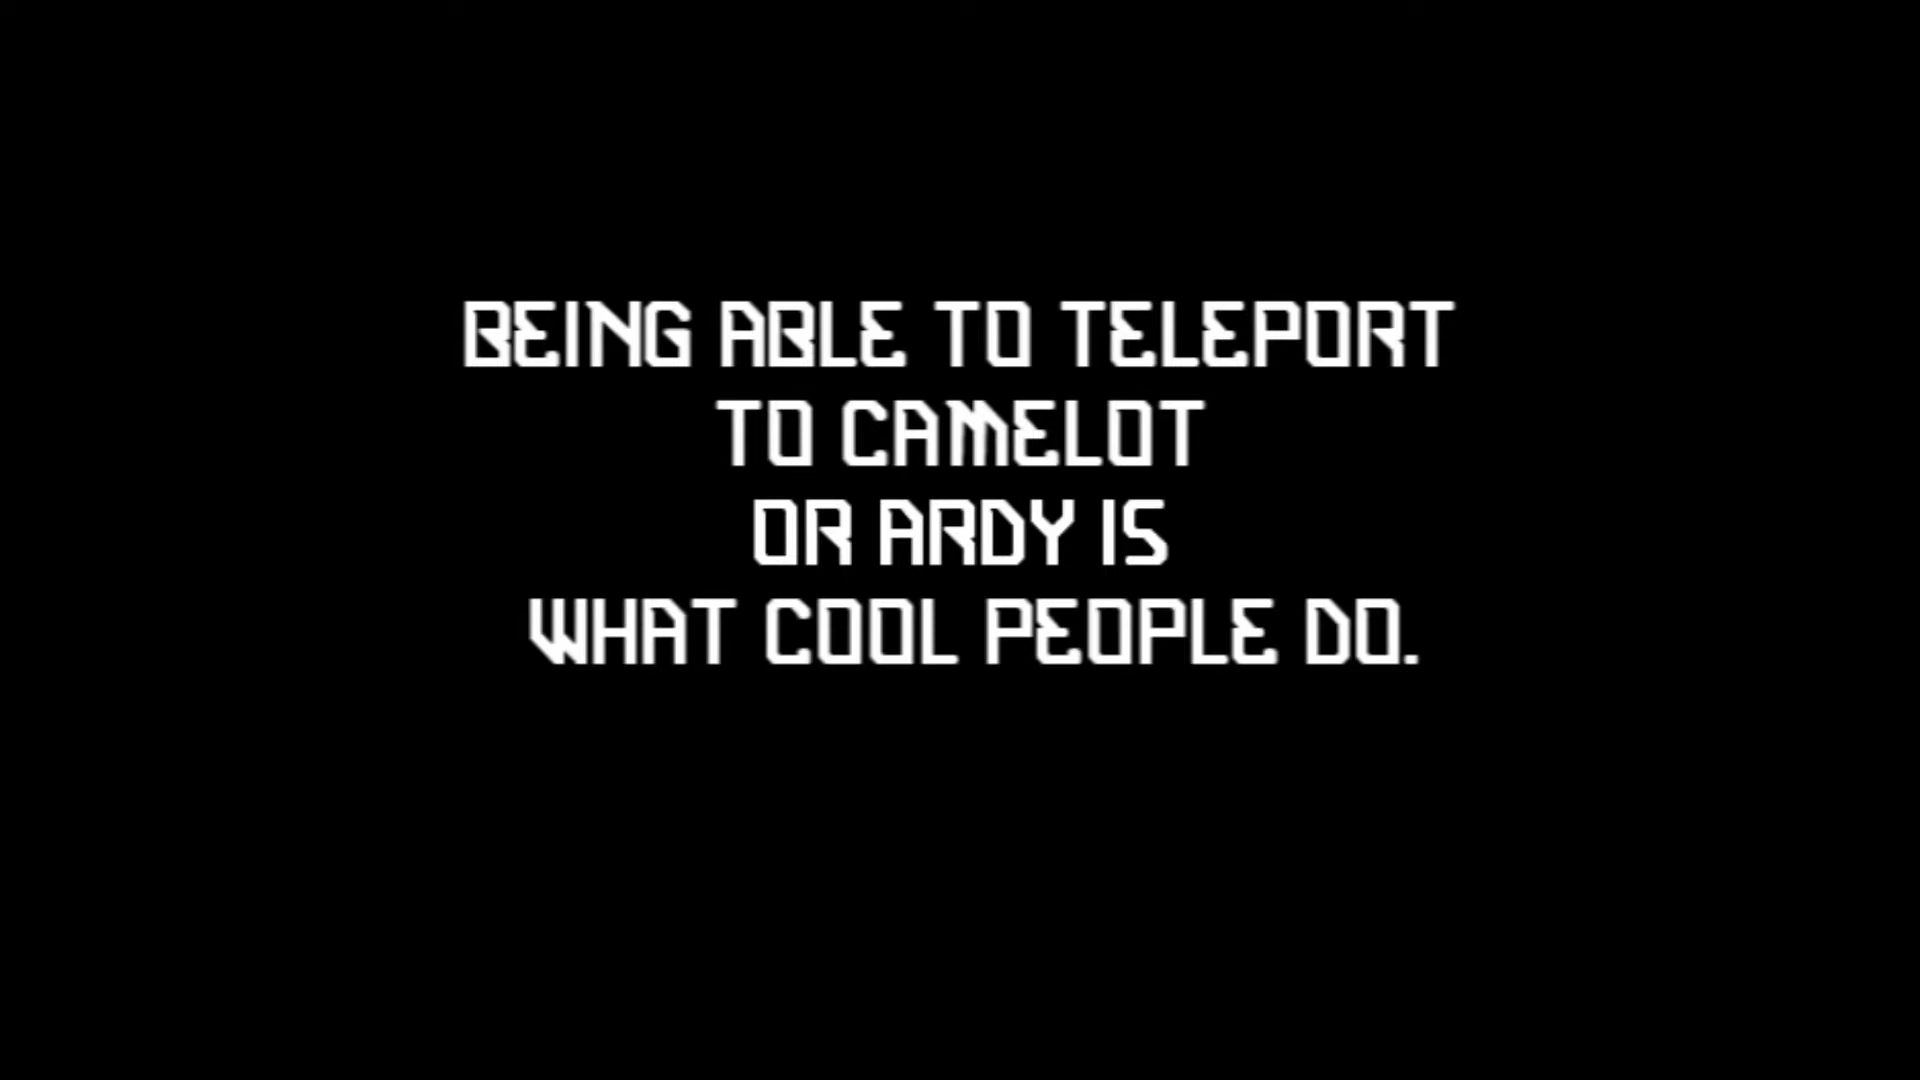 BEING ABLE TO TELEPORT
TO CAMELOT
OR ARDY IS
WHAT COOL PEOPLE DO.